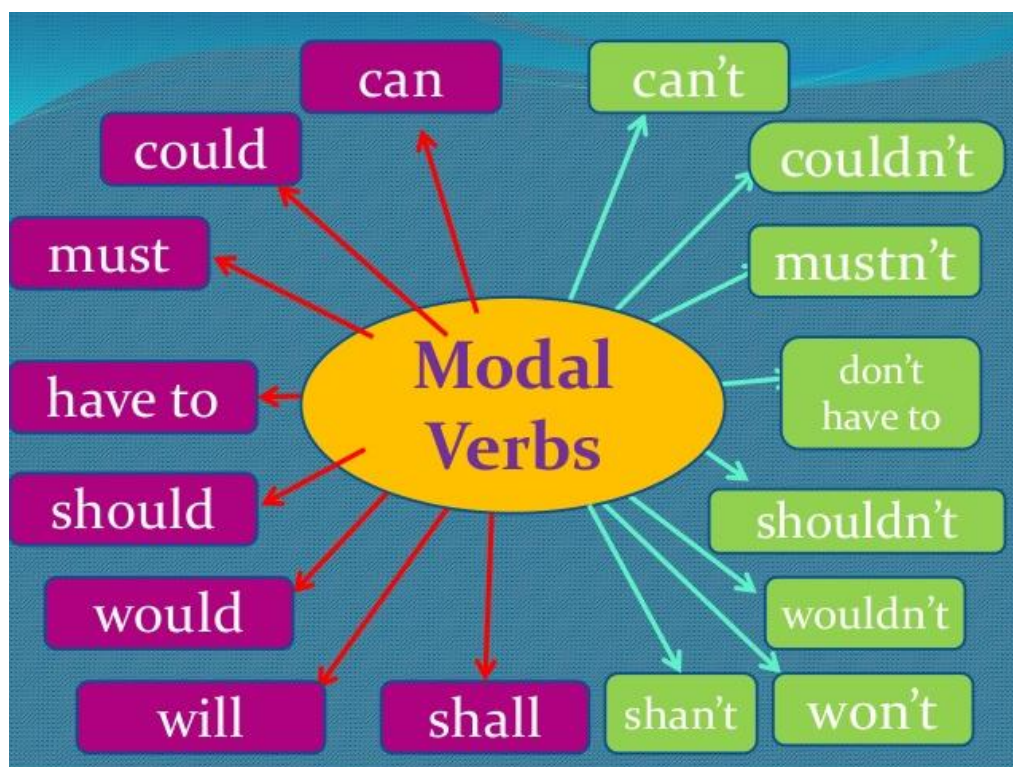 can
can't
could
couldn't
must
mustn't
have to
don't
have to
Modal
Verbs
should
shouldn't
would
wouldn't
will
shall
shan't
won't